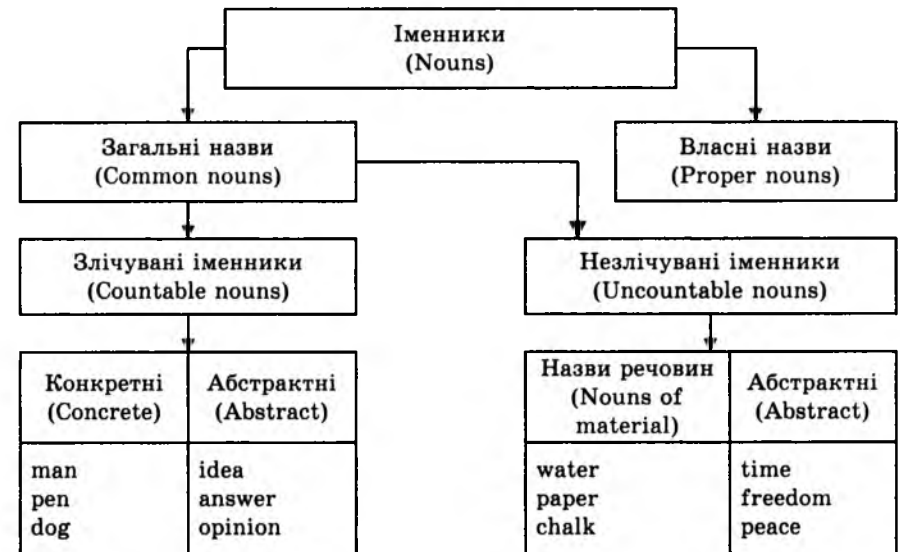 Іменники
(Nouns)
Загальні назви
(Common nouns)
Власні назви
(Proper nouns)
Злічувані іменники
(Countable nouns)
Незлічувані іменники
(Uncountable nouns)
Конкретні
(Concrete)
Абстрактні
(Abstract)
Назви речовин
(Nouns of
material)
Абстрактні
(Abstract)
man
pen
dog
idea
answer
opinion
water
paper
chalk
time
freedom
peace